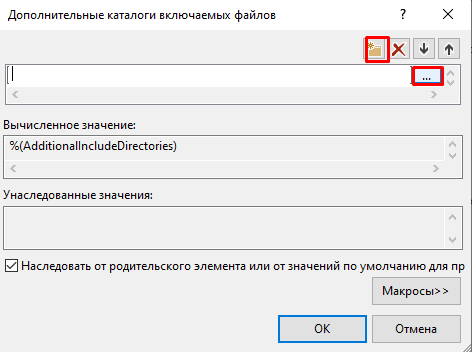 Дополнительные каталоги включаемых файлов
...
Вычисленное значение:
%(AdditionalIncludeDirectories)
Унаследованные значения:
Наследовать от родительского элемента или от значений по умолчанию для пр
Макросы>>
ОК
Отмена